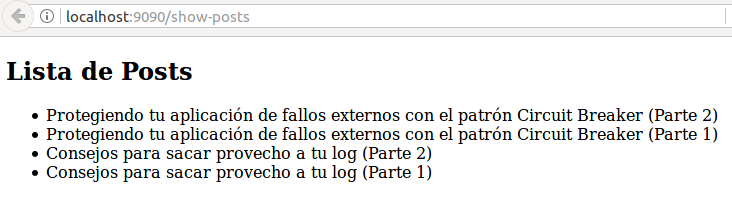 localhost:9090/show-posts
Lista de Posts
• Protegiendo tu aplicación de fallos externos con el patrón Circuit Breaker (Parte 2)
• Protegiendo tu aplicación de fallos externos con el patrón Circuit Breaker (Parte 1)
• Consejos para sacar provecho a tu log (Parte 2)
• Consejos para sacar provecho a tu log (Parte 1)